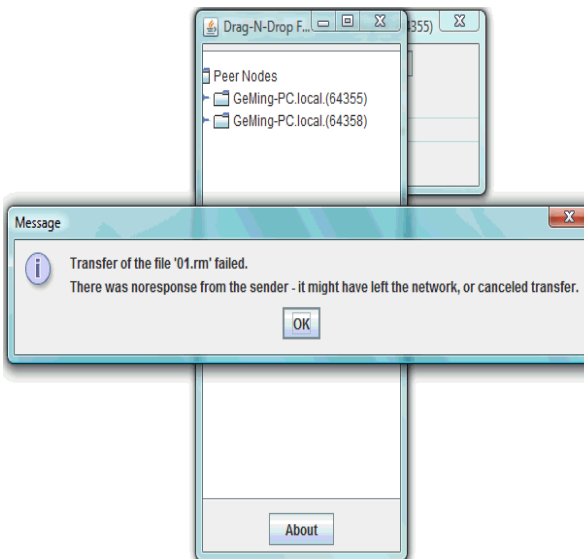 Drag-N-Drop F...
355)
Peer Nodes
GeMing-PC.local.(64355)
GeMing-PC.local.(64358)
Message
Transfer of the file '01.rm' failed.
There was noresponse from the sender - it might have left the network, or canceled transfer.
OK
About